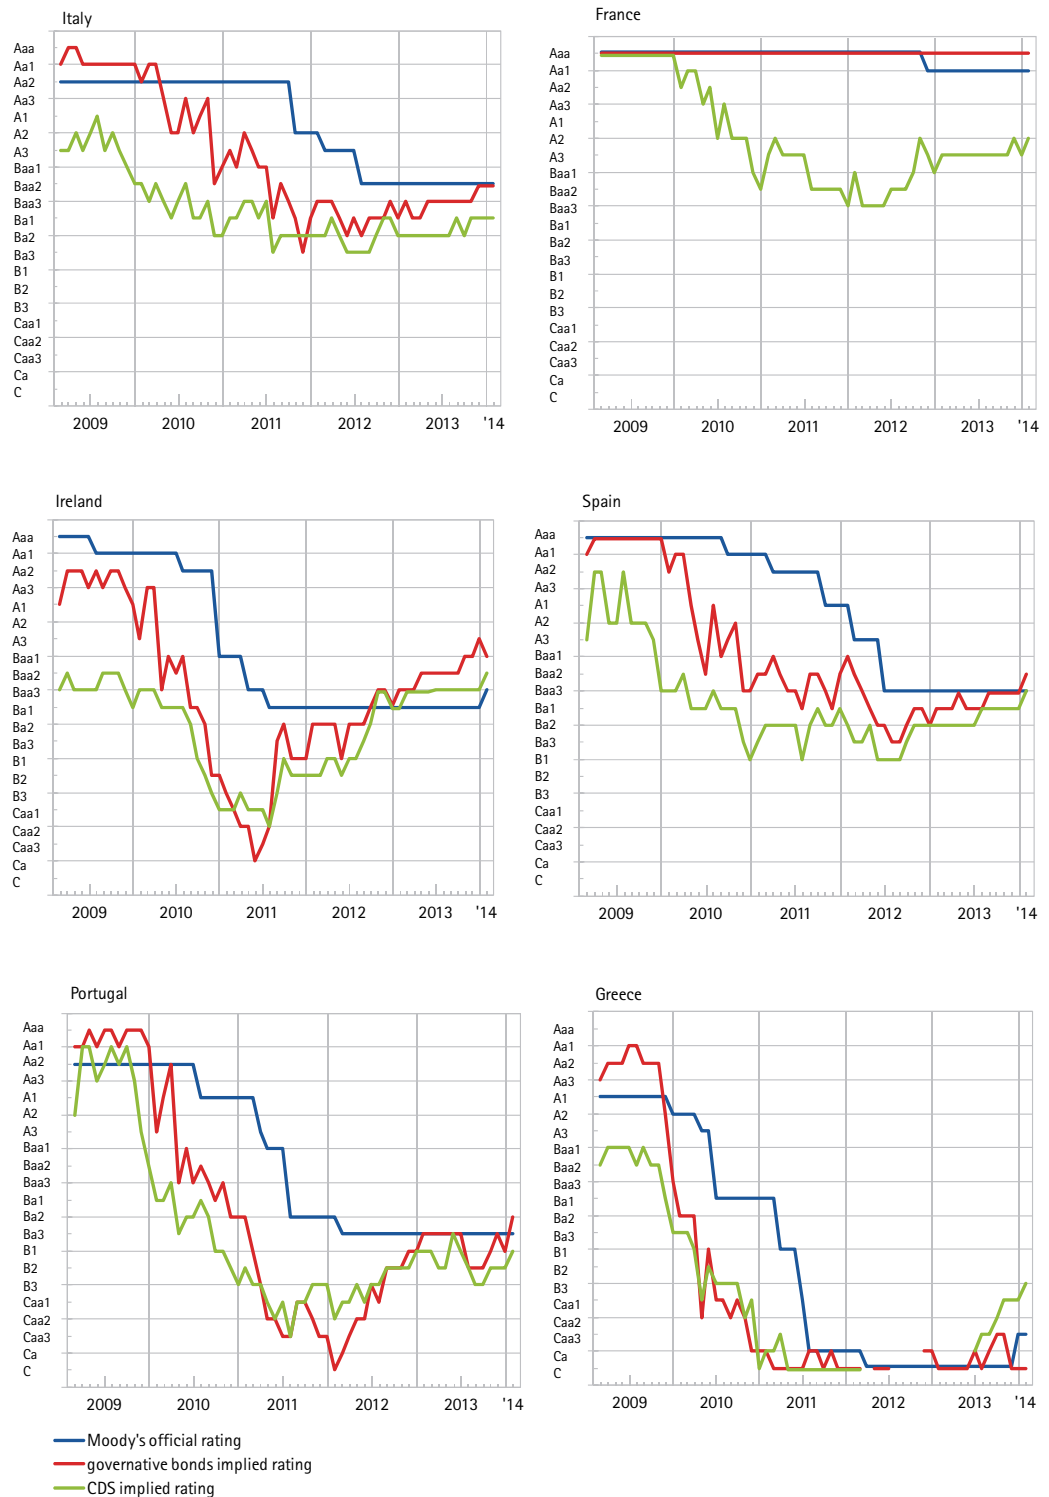 Italy
Aaa
Aa1
Aa2
Aa3
A1
A2
A3
Baa1
Baa2
Baa3
Ba1
Ba2
Ba3
B1
B2
B3
Caa1
Caa2
Caa3
Ca
C
2009 2010 2011 2012 2013 '14
France
Aaa
Aa1
Aa2
Aa3
A1
A2
A3
Baa1
Baa2
Baa3
Ba1
Ba2
Ba3
B1
B2
B3
Caa1
Caa2
Caa3
Ca
C
2009 2010 2011 2012 2013 '14
Ireland
Aaa
Aa1
Aa2
Aa3
A1
A2
A3
Baa1
Baa2
Baa3
Ba1
Ba2
Ba3
B1
B2
B3
Caa1
Caa2
Caa3
Ca
C
2009 2010 2011 2012 2013 '14
Spain
Aaa
Aa1
Aa2
Aa3
A1
A2
A3
Baa1
Baa2
Baa3
Ba1
Ba2
Ba3
B1
B2
B3
Caa1
Caa2
Caa3
Ca
C
2009 2010 2011 2012 2013 '14
Portugal
Aaa
Aa1
Aa2
Aa3
A1
A2
A3
Baa1
Baa2
Baa3
Ba1
Ba2
Ba3
B1
B2
B3
Caa1
Caa2
Caa3
Ca
C
2009 2010 2011 2012 2013 '14
Greece
Aaa
Aa1
Aa2
Aa3
A1
A2
A3
Baa1
Baa2
Baa3
Ba1
Ba2
Ba3
B1
B2
B3
Caa1
Caa2
Caa3
Ca
C
2009 2010 2011 2012 2013 '14
Moody's official rating
governative bonds implied rating
CDS implied rating